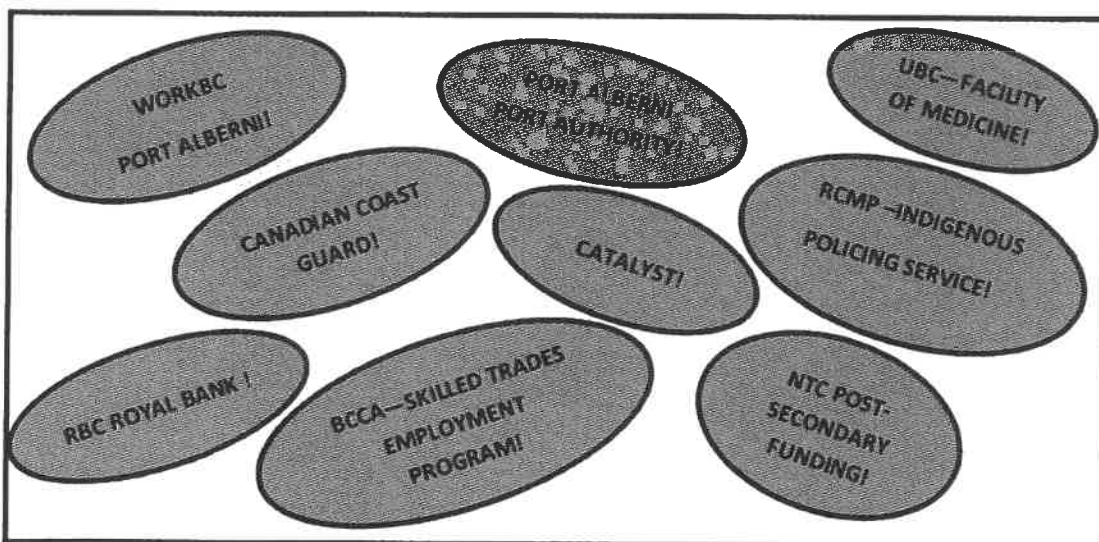 WORKBC
PORT ALBERNI!
PORT ALBERNI
PORT AUTHORITY!
UBC—FACILITY
OF MEDICINE!
CANADIAN COAST
GUARD!
CATALYST!
RCMP—INDIGENOUS
POLICING SERVICE!
RBC ROYAL BANK !
BCCA—SKILLED TRADES
EMPLOYMENT
PROGRAM!
NTC POST-
SECONDARY
FUNDING!